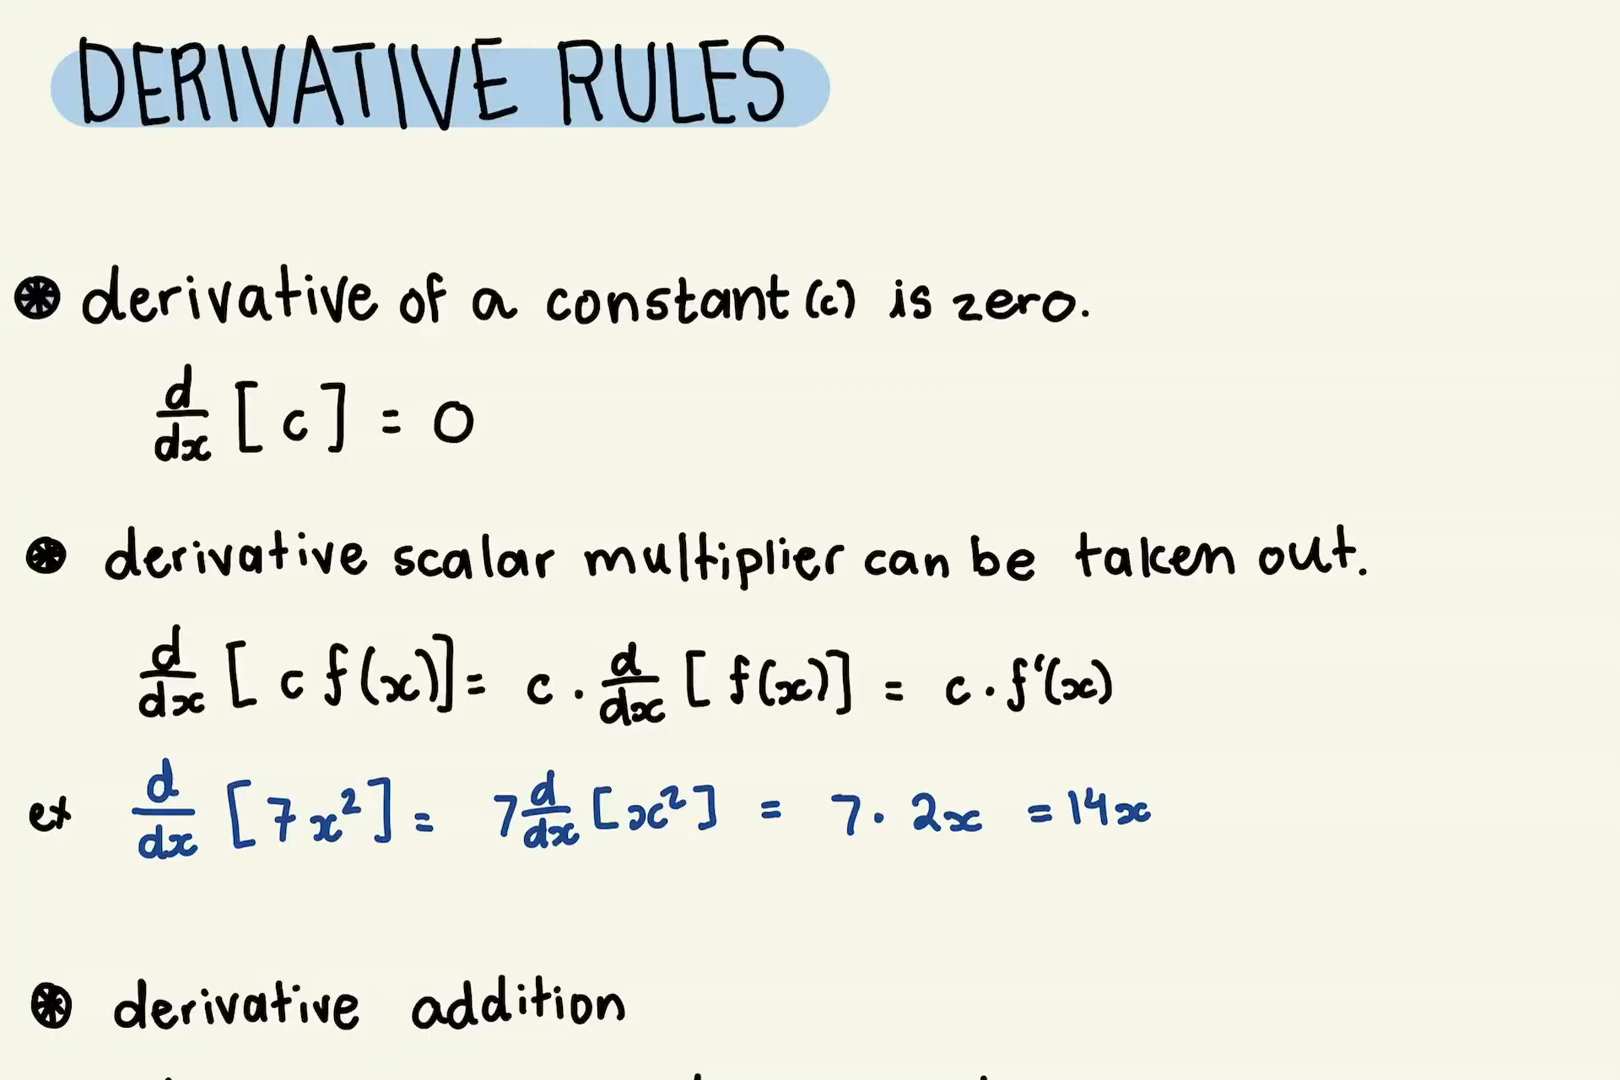 DERIVATIVE RULES
⊛ derivative of a constant (c) is zero.
d/dx [c] = 0
⊛ derivative scalar multiplier can be taken out.
d/dx [c f(x)] = c · d/dx [f(x)] = c · f'(x)
ex d/dx [7x²] = 7 d/dx [x²] = 7 · 2x = 14x
⊛ derivative addition